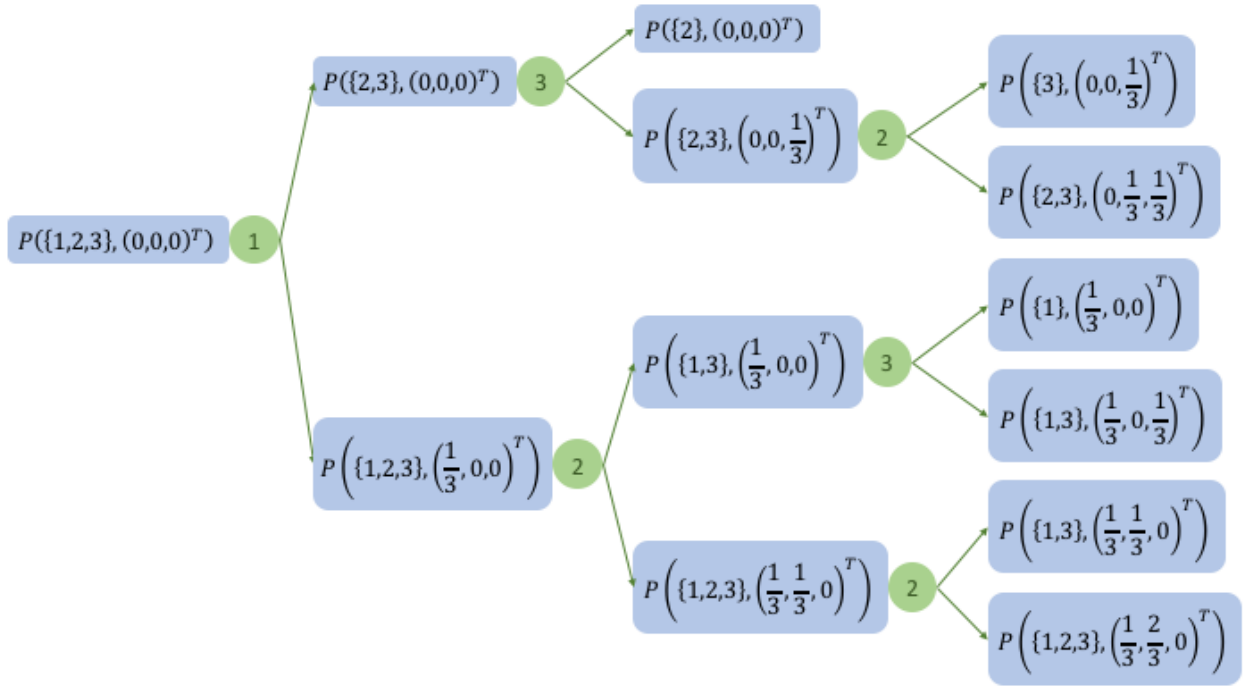 P({1,2,3}, (0,0,0)^T)
1
P({2,3}, (0,0,0)^T)
3
P({1,2,3}, (1/3, 0,0)^T)
2
P({2}, (0,0,0)^T)
P({2,3}, (0,0,1/3)^T)
2
P({1,3}, (1/3, 0,0)^T)
3
P({1,2,3}, (1/3, 1/3, 0)^T)
2
P({3}, (0,0,1/3)^T)
P({2,3}, (0,1/3, 1/3)^T)
P({1}, (1/3, 0,0)^T)
P({1,3}, (1/3, 0, 1/3)^T)
P({1,3}, (1/3, 1/3, 0)^T)
P({1,2,3}, (1/3, 2/3, 0)^T)